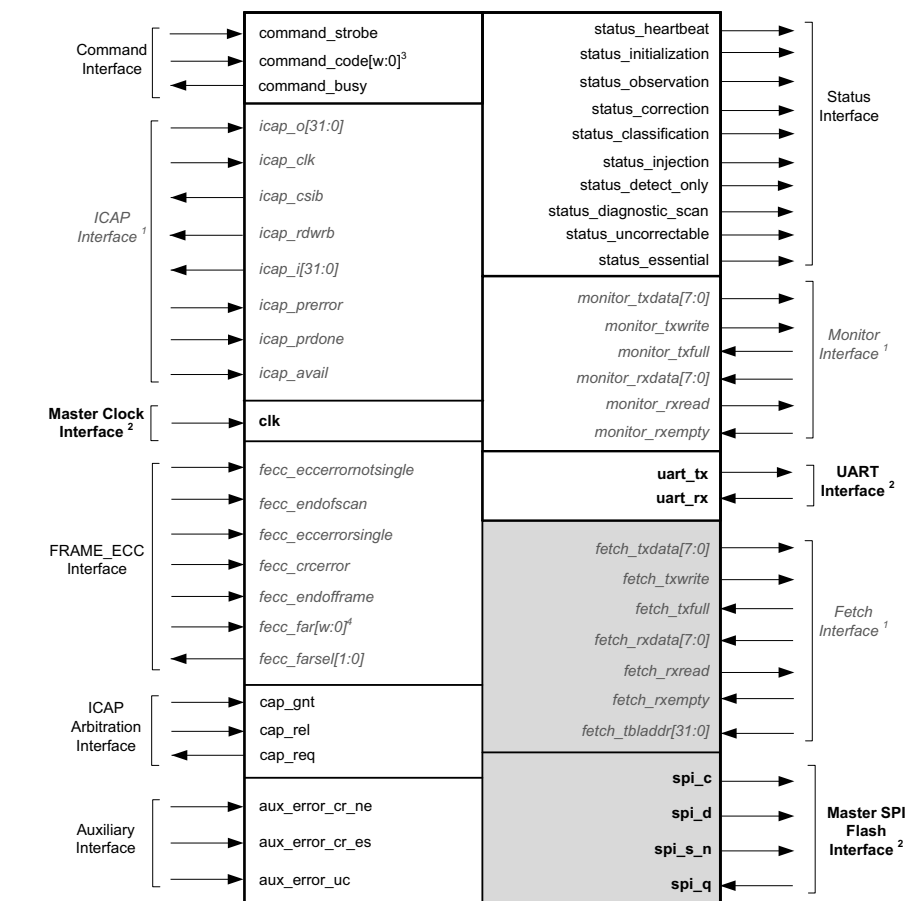 Command
Interface
command_strobe
command_code[w:0]³
command_busy
ICAP
Interface ¹
icap_o[31:0]
icap_clk
icap_csib
icap_rdwrb
icap_i[31:0]
icap_prerror
icap_prdone
icap_avail
Master Clock
Interface ²
clk
FRAME_ECC
Interface
fecc_eccerrornotsingle
fecc_endofscan
fecc_eccerrorsingle
fecc_crcerror
fecc_endofframe
fecc_far[w:0]⁴
fecc_farsel[1:0]
ICAP
Arbitration
Interface
cap_gnt
cap_rel
cap_req
Auxiliary
Interface
aux_error_cr_ne
aux_error_cr_es
aux_error_uc
status_heartbeat
status_initialization
status_observation
status_correction
status_classification
status_injection
status_detect_only
status_diagnostic_scan
status_uncorrectable
status_essential
Status
Interface
monitor_txdata[7:0]
monitor_txwrite
monitor_txfull
monitor_rxdata[7:0]
monitor_rxread
monitor_rxempty
Monitor
Interface ¹
uart_tx
uart_rx
UART
Interface ²
fetch_txdata[7:0]
fetch_txwrite
fetch_txfull
fetch_rxdata[7:0]
fetch_rxread
fetch_rxempty
fetch_tbladdr[31:0]
Fetch
Interface ¹
spi_c
spi_d
spi_s_n
spi_q
Master SPI
Flash
Interface ²